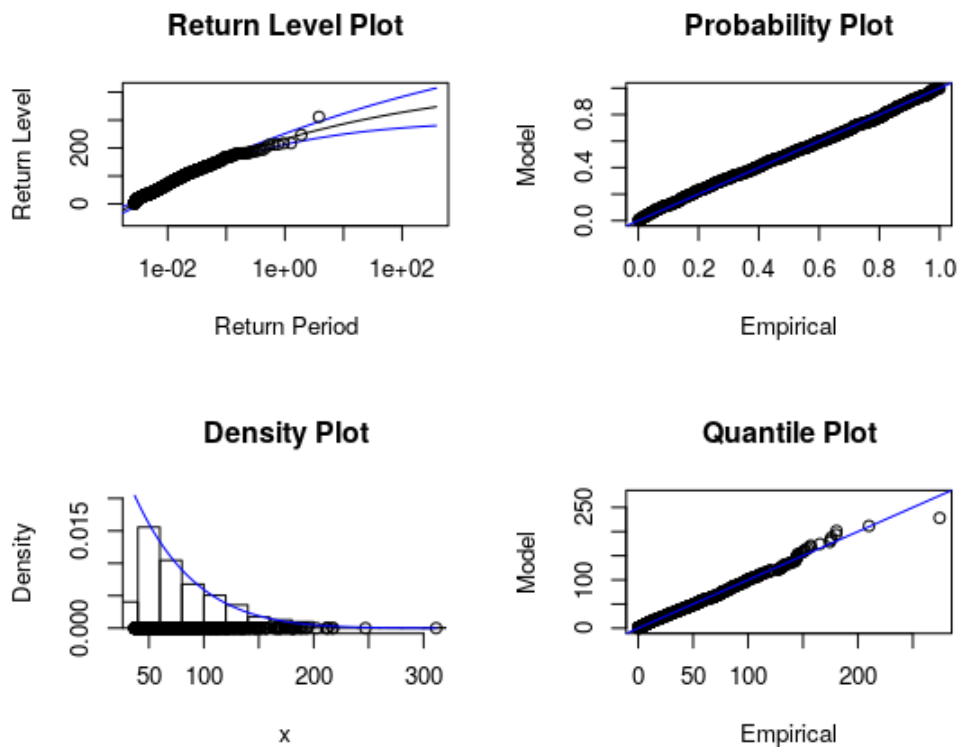 Return Level Plot
Return Level
0
200
1e-02
1e+00
1e+02
Return Period
Probability Plot
Model
0.0
0.4
0.8
0.0
0.2
0.4
0.6
0.8
1.0
Empirical
Density Plot
Density
0.000
0.015
50
100
200
300
x
Quantile Plot
Model
0
100
250
0
50
100
200
Empirical